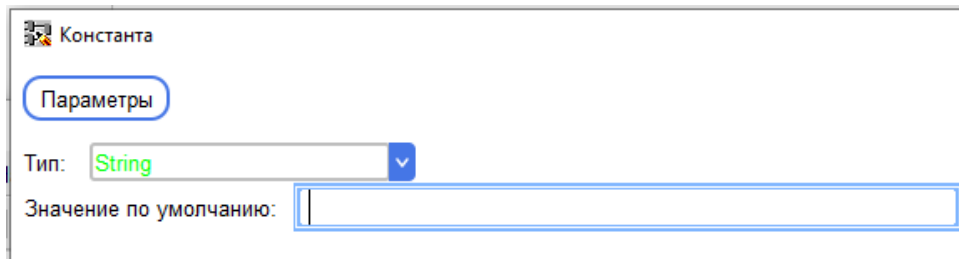 Константа
Параметры
Тип: String
Значение по умолчанию: